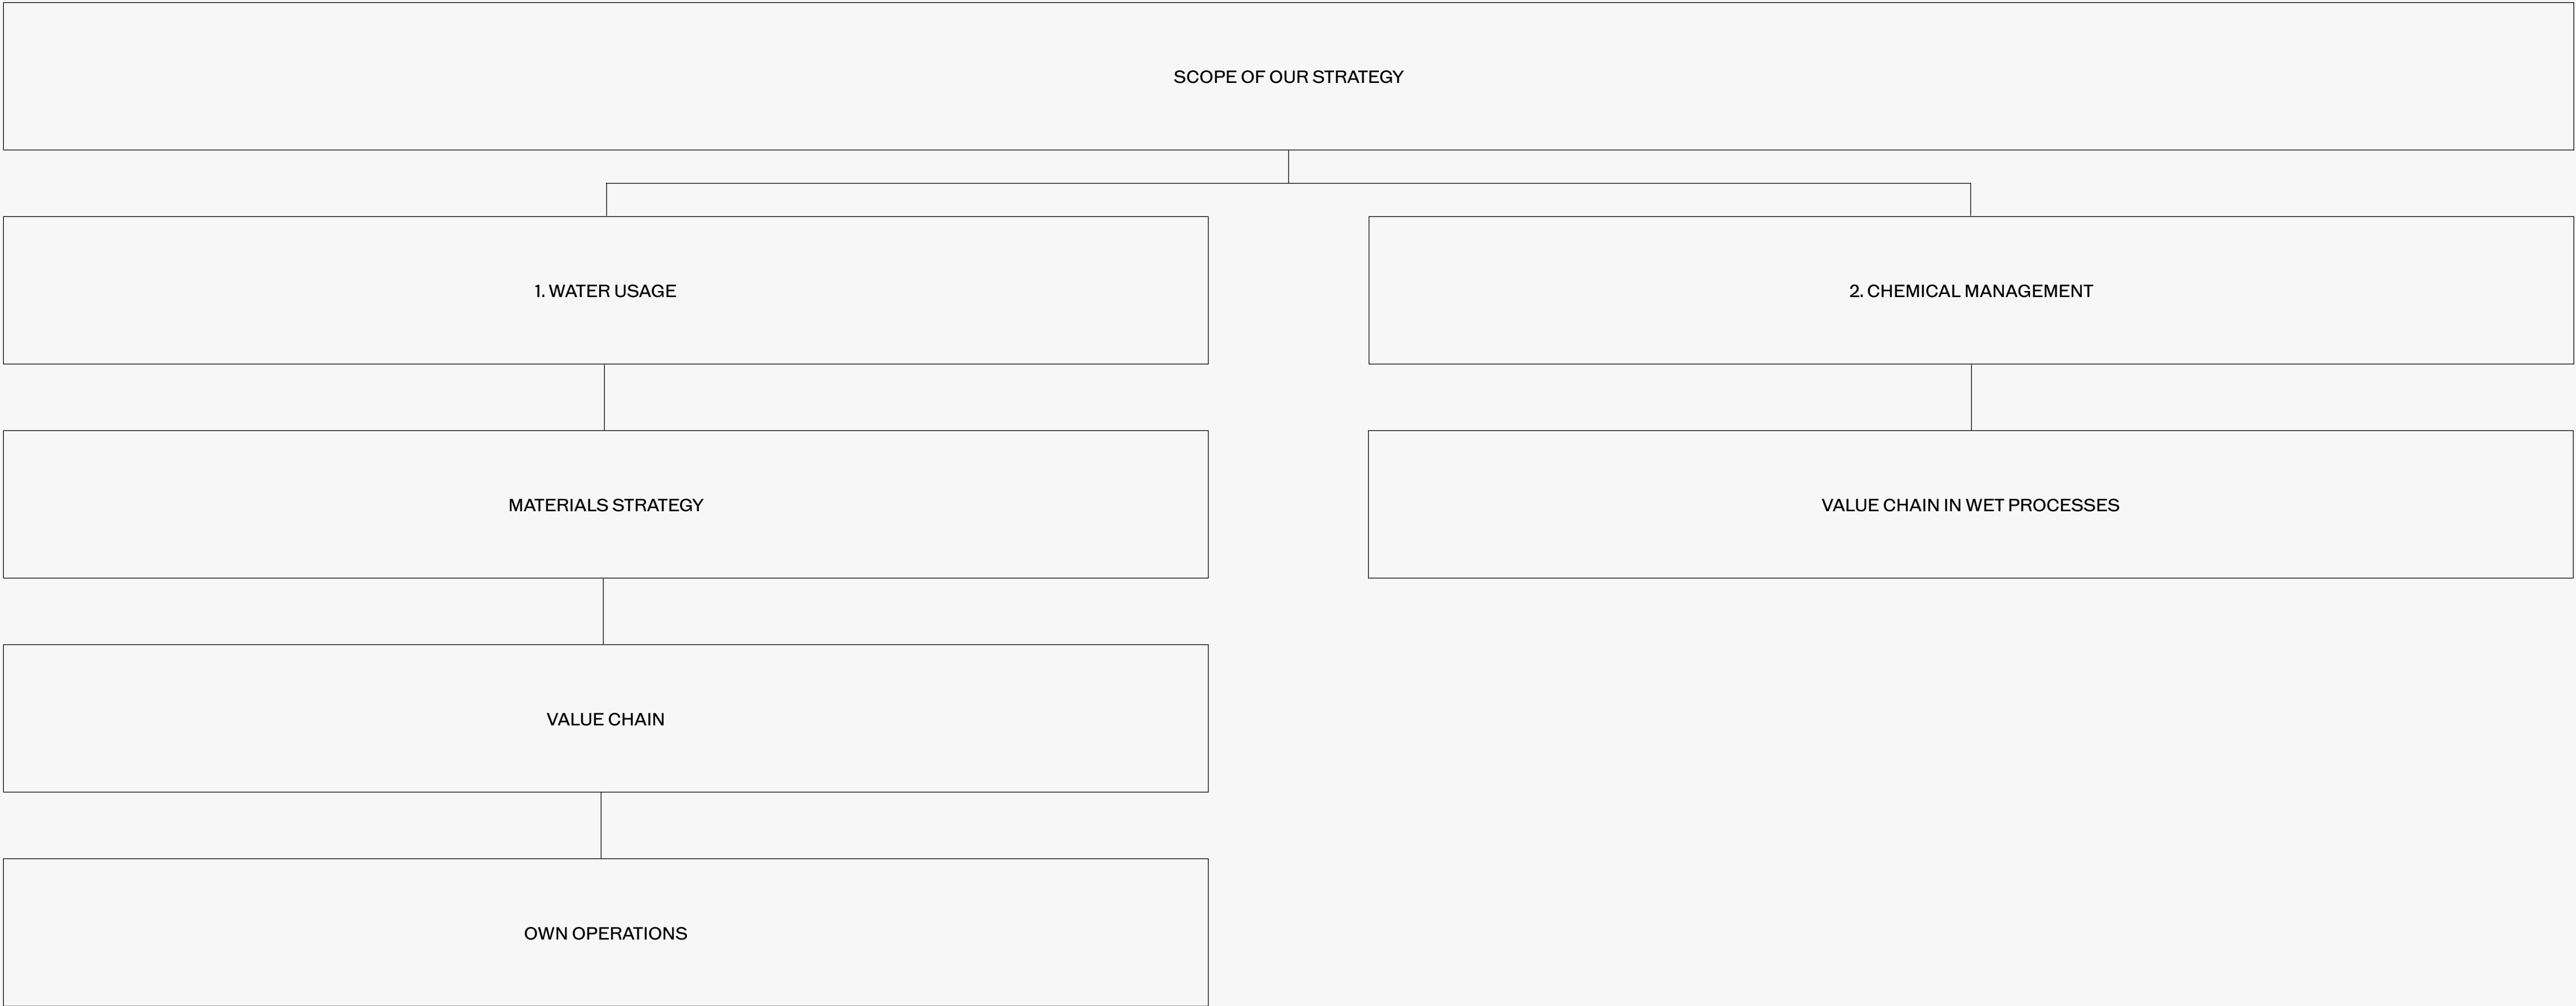 SCOPE OF OUR STRATEGY
1. WATER USAGE
2. CHEMICAL MANAGEMENT
MATERIALS STRATEGY
VALUE CHAIN IN WET PROCESSES
VALUE CHAIN
OWN OPERATIONS